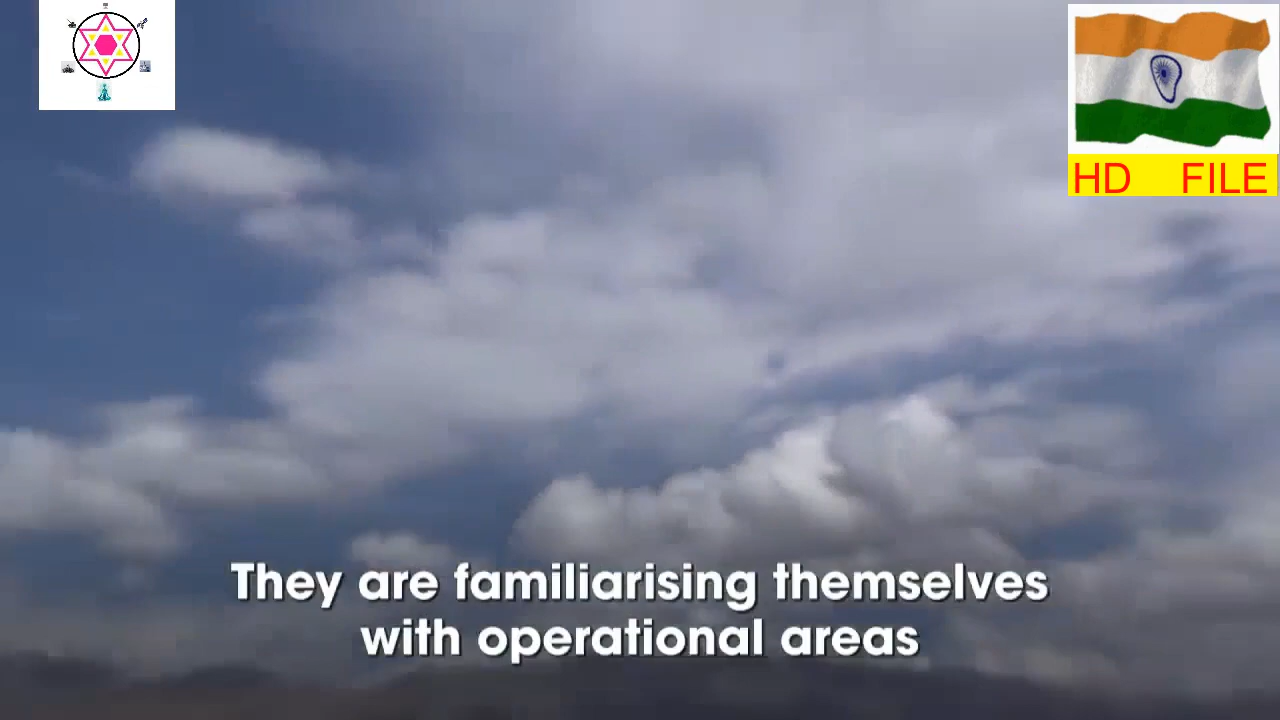 HD FILE
They are familiarising themselves
with operational areas